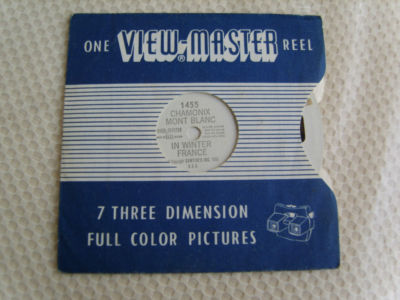 ONE VIEW-MASTER® REEL
1455
CHAMONIX
MONT BLANC
IN WINTER
FRANCE
U.S.A.
7 THREE DIMENSION
FULL COLOR PICTURES